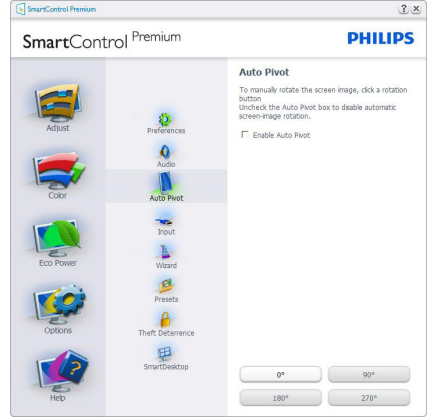 SmartControl Premium
? X
SmartControl Premium
PHILIPS
Adjust
Color
Eco Power
Options
Help
Preferences
Audio
Auto Pivot
Input
Wizard
Presets
Theft Deterrence
SmartDesktop
Auto Pivot
To manually rotate the screen image, click a rotation
button
Uncheck the Auto Pivot box to disable automatic
screen-image rotation.
Enable Auto Pivot
0°
90°
180°
270°